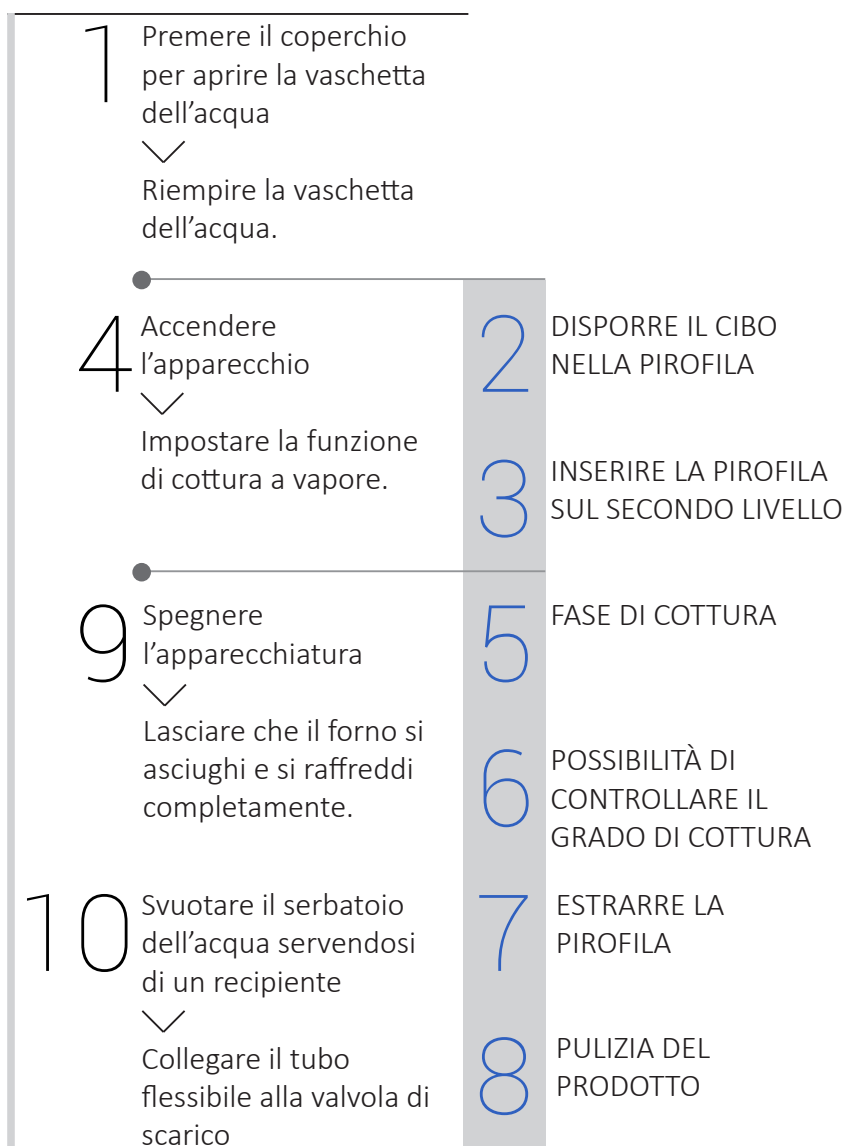 1
Premere il coperchio
per aprire la vaschetta
dell’acqua
Riempire la vaschetta
dell’acqua.
2
DISPORRE IL CIBO
NELLA PIROFILA
3
INSERIRE LA PIROFILA
SUL SECONDO LIVELLO
4
Accendere
l’apparecchio
Impostare la funzione
di cottura a vapore.
5
FASE DI COTTURA
6
POSSIBILITÀ DI
CONTROLLARE IL
GRADO DI COTTURA
7
ESTRARRE LA
PIROFILA
8
PULIZIA DEL
PRODOTTO
9
Spegnere
l’apparecchiatura
Lasciare che il forno si
asciughi e si raffreddi
completamente.
10
Svuotare il serbatoio
dell’acqua servendosi
di un recipiente
Collegare il tubo
flessibile alla valvola di
scarico